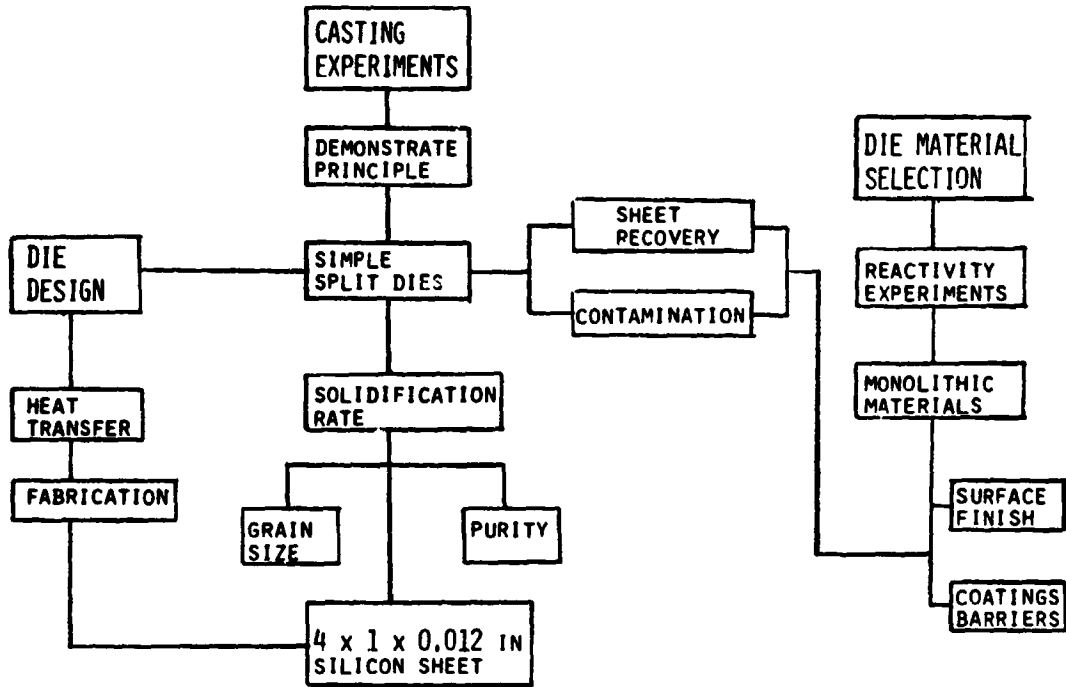 CASTING
EXPERIMENTS
DEMONSTRATE
PRINCIPLE
DIE MATERIAL
SELECTION
SHEET
RECOVERY
DIE
DESIGN
SIMPLE
SPLIT DIES
REACTIVITY
EXPERIMENTS
CONTAMINATION
HEAT
TRANSFER
SOLIDIFICATION
RATE
MONOLITHIC
MATERIALS
FABRICATION
GRAIN
SIZE
PURITY
SURFACE
FINISH
COATINGS
BARRIERS
4 x 1 x 0.012 IN
SILICON SHEET